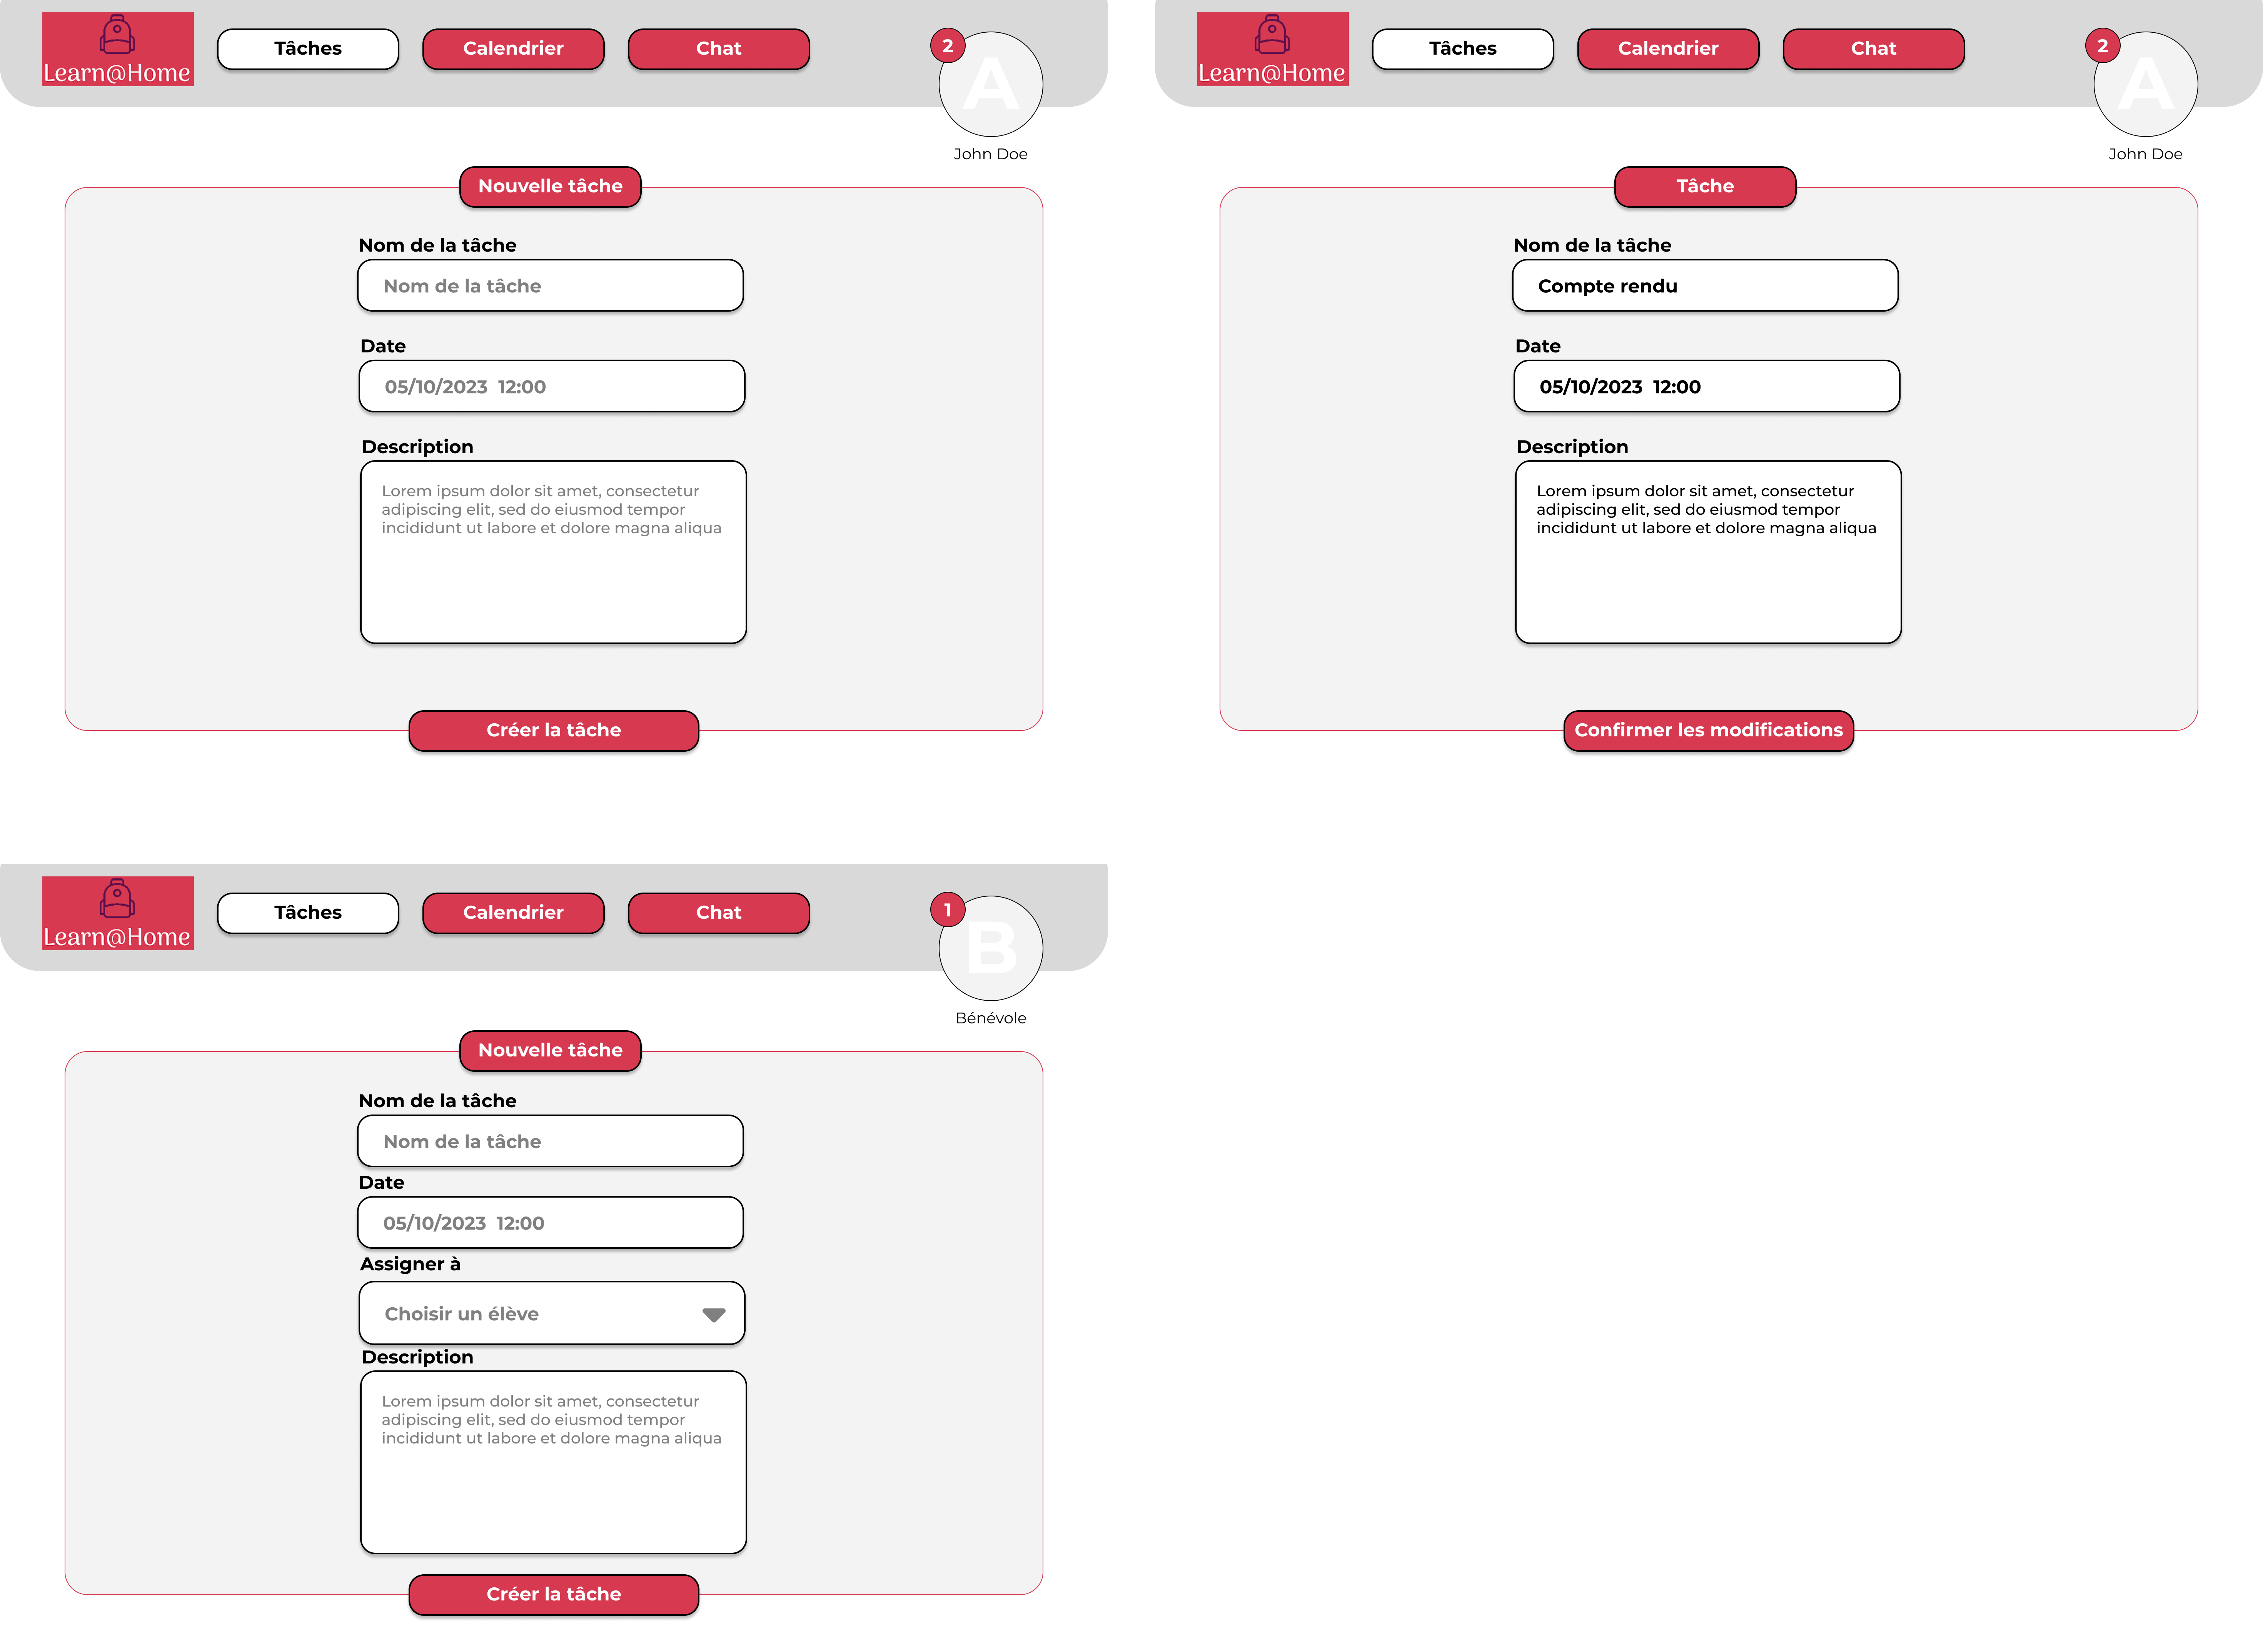 Learn@Home
Tâches
Calendrier
Chat
2
A
John Doe
Nouvelle tâche
Nom de la tâche
Nom de la tâche
Date
05/10/2023 12:00
Description
Lorem ipsum dolor sit amet, consectetur
adipiscing elit, sed do eiusmod tempor
incididunt ut labore et dolore magna aliqua
Créer la tâche
Learn@Home
Tâches
Calendrier
Chat
2
A
John Doe
Tâche
Nom de la tâche
Compte rendu
Date
05/10/2023 12:00
Description
Lorem ipsum dolor sit amet, consectetur
adipiscing elit, sed do eiusmod tempor
incididunt ut labore et dolore magna aliqua
Confirmer les modifications
Learn@Home
Tâches
Calendrier
Chat
1
B
Bénévole
Nouvelle tâche
Nom de la tâche
Nom de la tâche
Date
05/10/2023 12:00
Assigner à
Choisir un élève
Description
Lorem ipsum dolor sit amet, consectetur
adipiscing elit, sed do eiusmod tempor
incididunt ut labore et dolore magna aliqua
Créer la tâche